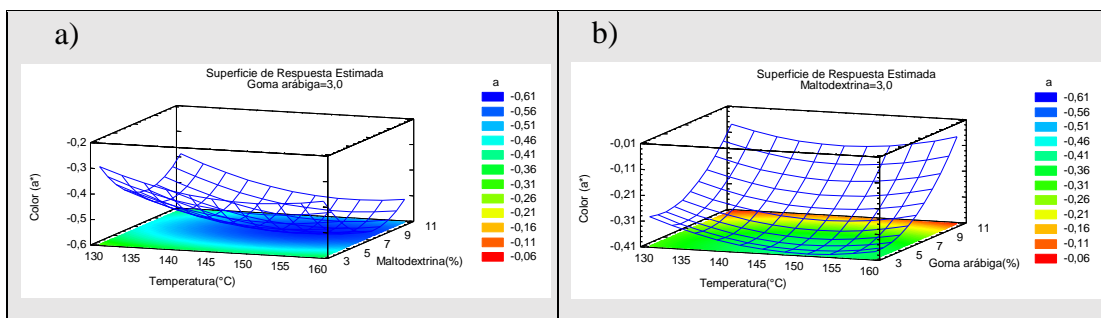 a)
Superficie de Respuesta Estimada
Goma arábiga=3,0
a
-0,61
-0,56
-0,51
-0,46
-0,41
-0,36
-0,31
-0,26
-0,21
-0,16
-0,11
-0,06
Color (a*)
-0,2
-0,3
-0,4
-0,5
-0,6
130 135 140 145 150 155 160
Temperatura(°C)
3 5 7 9 11
Maltodextrina(%)
b)
Superficie de Respuesta Estimada
Maltodextrina=3,0
a
-0,61
-0,56
-0,51
-0,46
-0,41
-0,36
-0,31
-0,26
-0,21
-0,16
-0,11
-0,06
Color (a*)
-0,01
-0,11
-0,21
-0,31
-0,41
130 135 140 145 150 155 160
Temperatura(°C)
3 5 7 9 11
Goma arábiga(%)